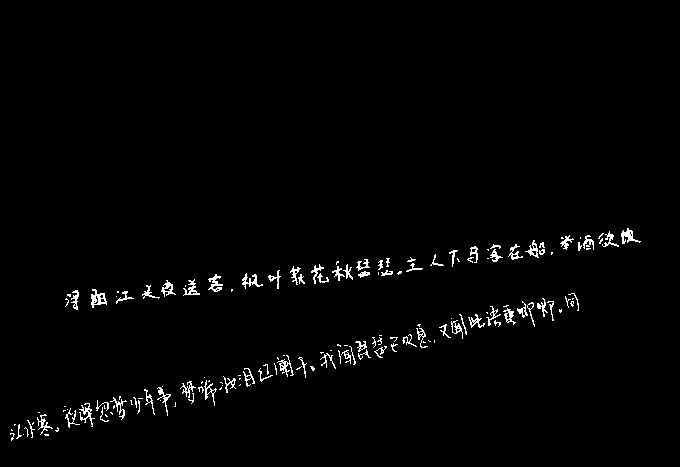 浔阳江头夜送客,枫叶荻花秋瑟瑟。主人下马客在船,举酒欲饮
江水寒。夜深忽梦少年事,梦啼妆泪红阑干。我闻琵琶已叹息,又闻此语重唧唧。同